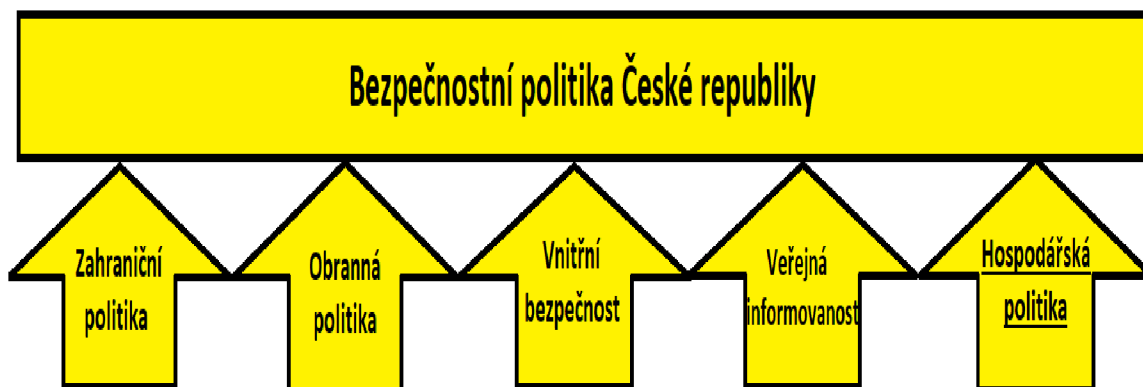 Bezpečnostní politika České republiky
Zahraniční
politika
Obranná
politika
Vnitřní
bezpečnost
Veřejná
informovanost
Hospodářská
politika